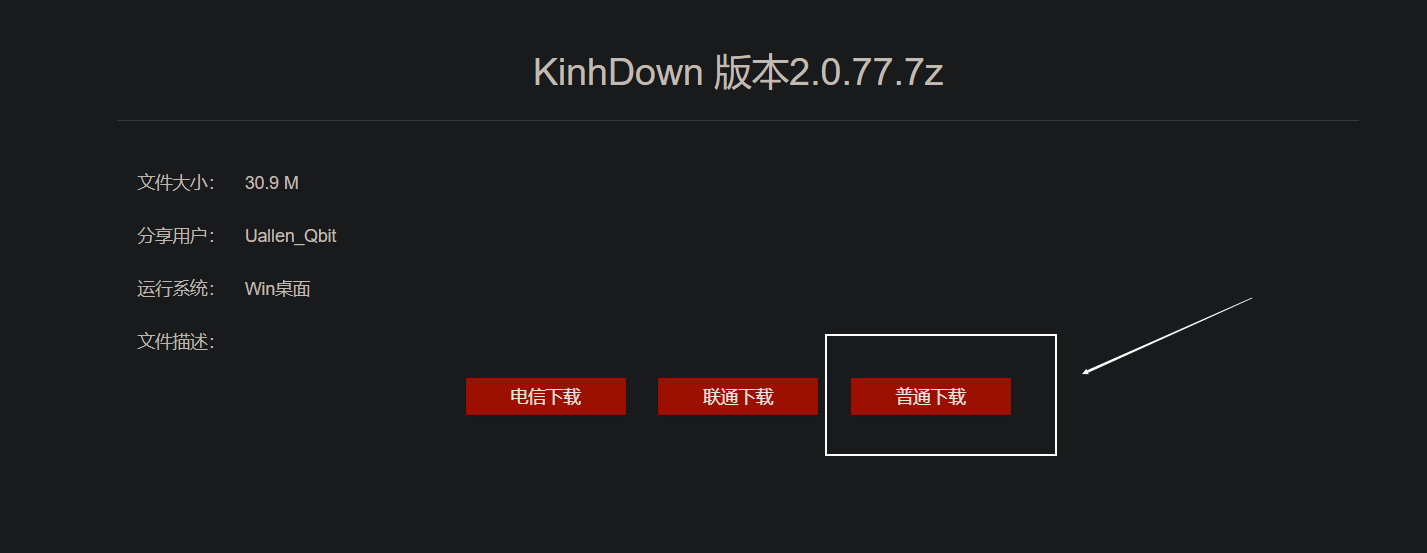 KinhDown 版本2.0.77.7z
文件大小： 30.9 M
分享用户： Uallen_Qbit
运行系统： Win桌面
文件描述：
电信下载 联通下载 普通下载